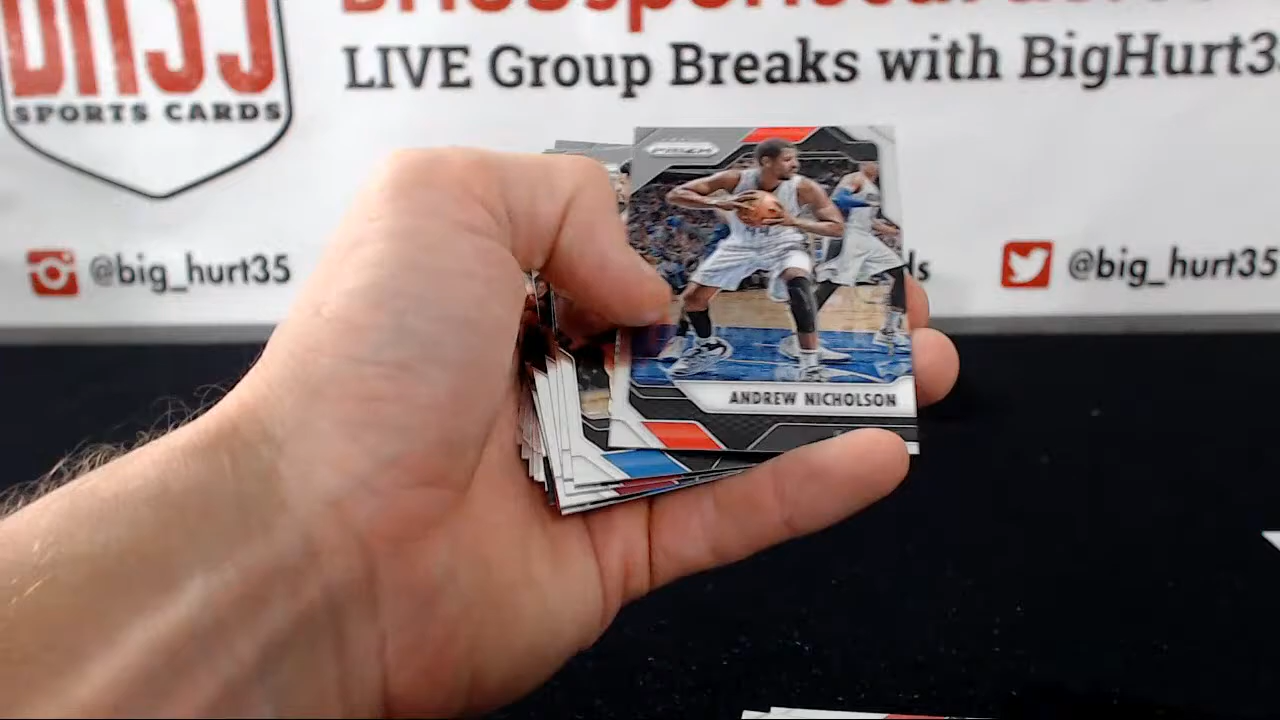 SPORTS CARDS
LIVE Group Breaks with BigHurt3
@big_hurt35
@big_hurt35
PRIZM
ANDREW NICHOLSON